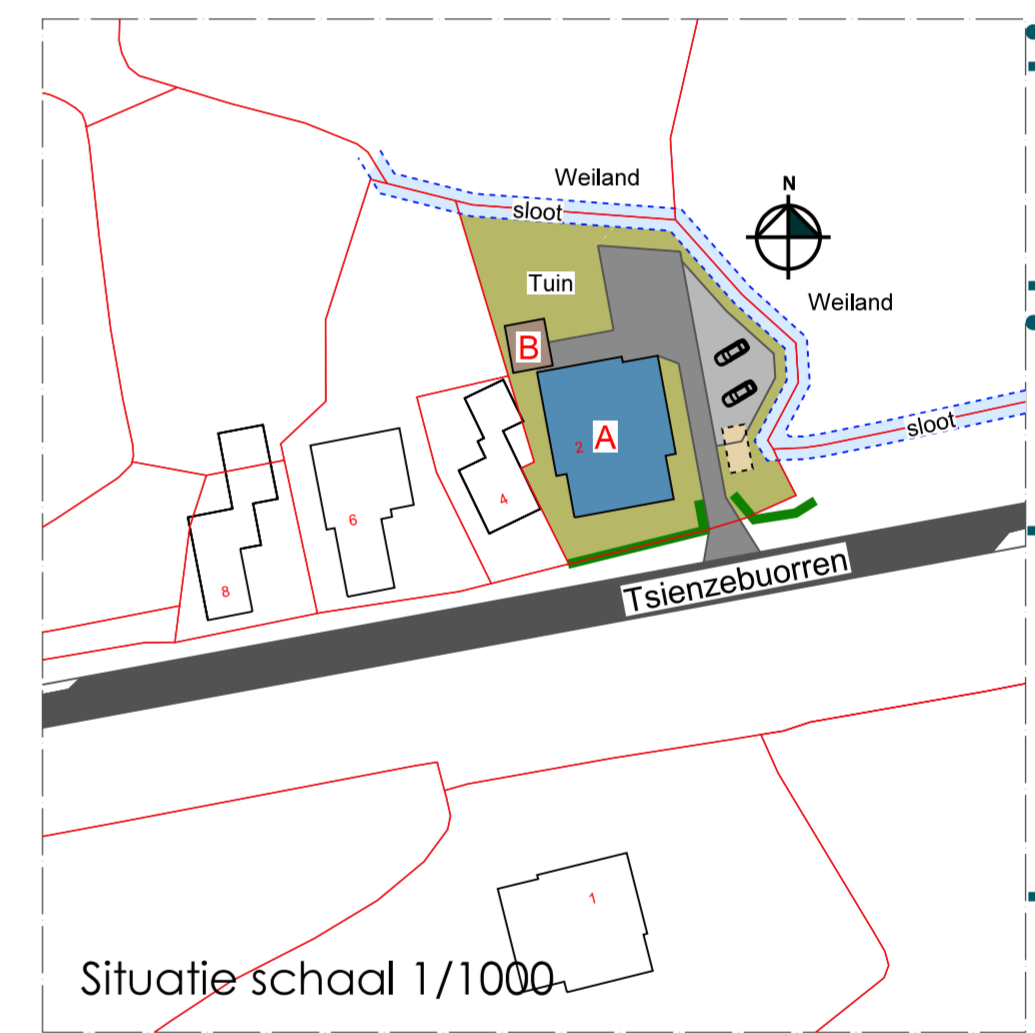 Weiland
N
sloot
Tuin
Weiland
B
A
2
sloot
4
6
8
Tsienzebuorren
1
Situatie schaal 1/1000